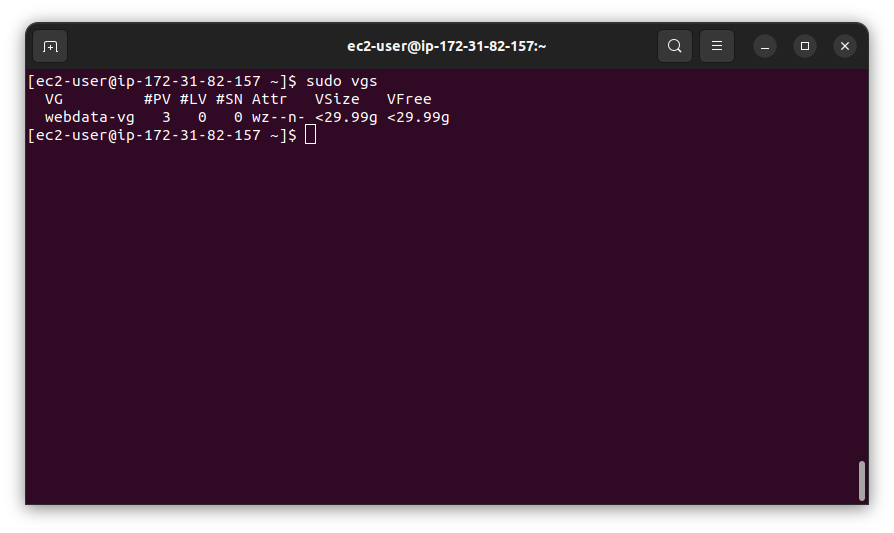 ec2-user@ip-172-31-82-157:~
[ec2-user@ip-172-31-82-157 ~]$ sudo vgs
  VG         #PV #LV #SN Attr   VSize   VFree
  webdata-vg   3   0   0 wz--n- <29.99g <29.99g
[ec2-user@ip-172-31-82-157 ~]$